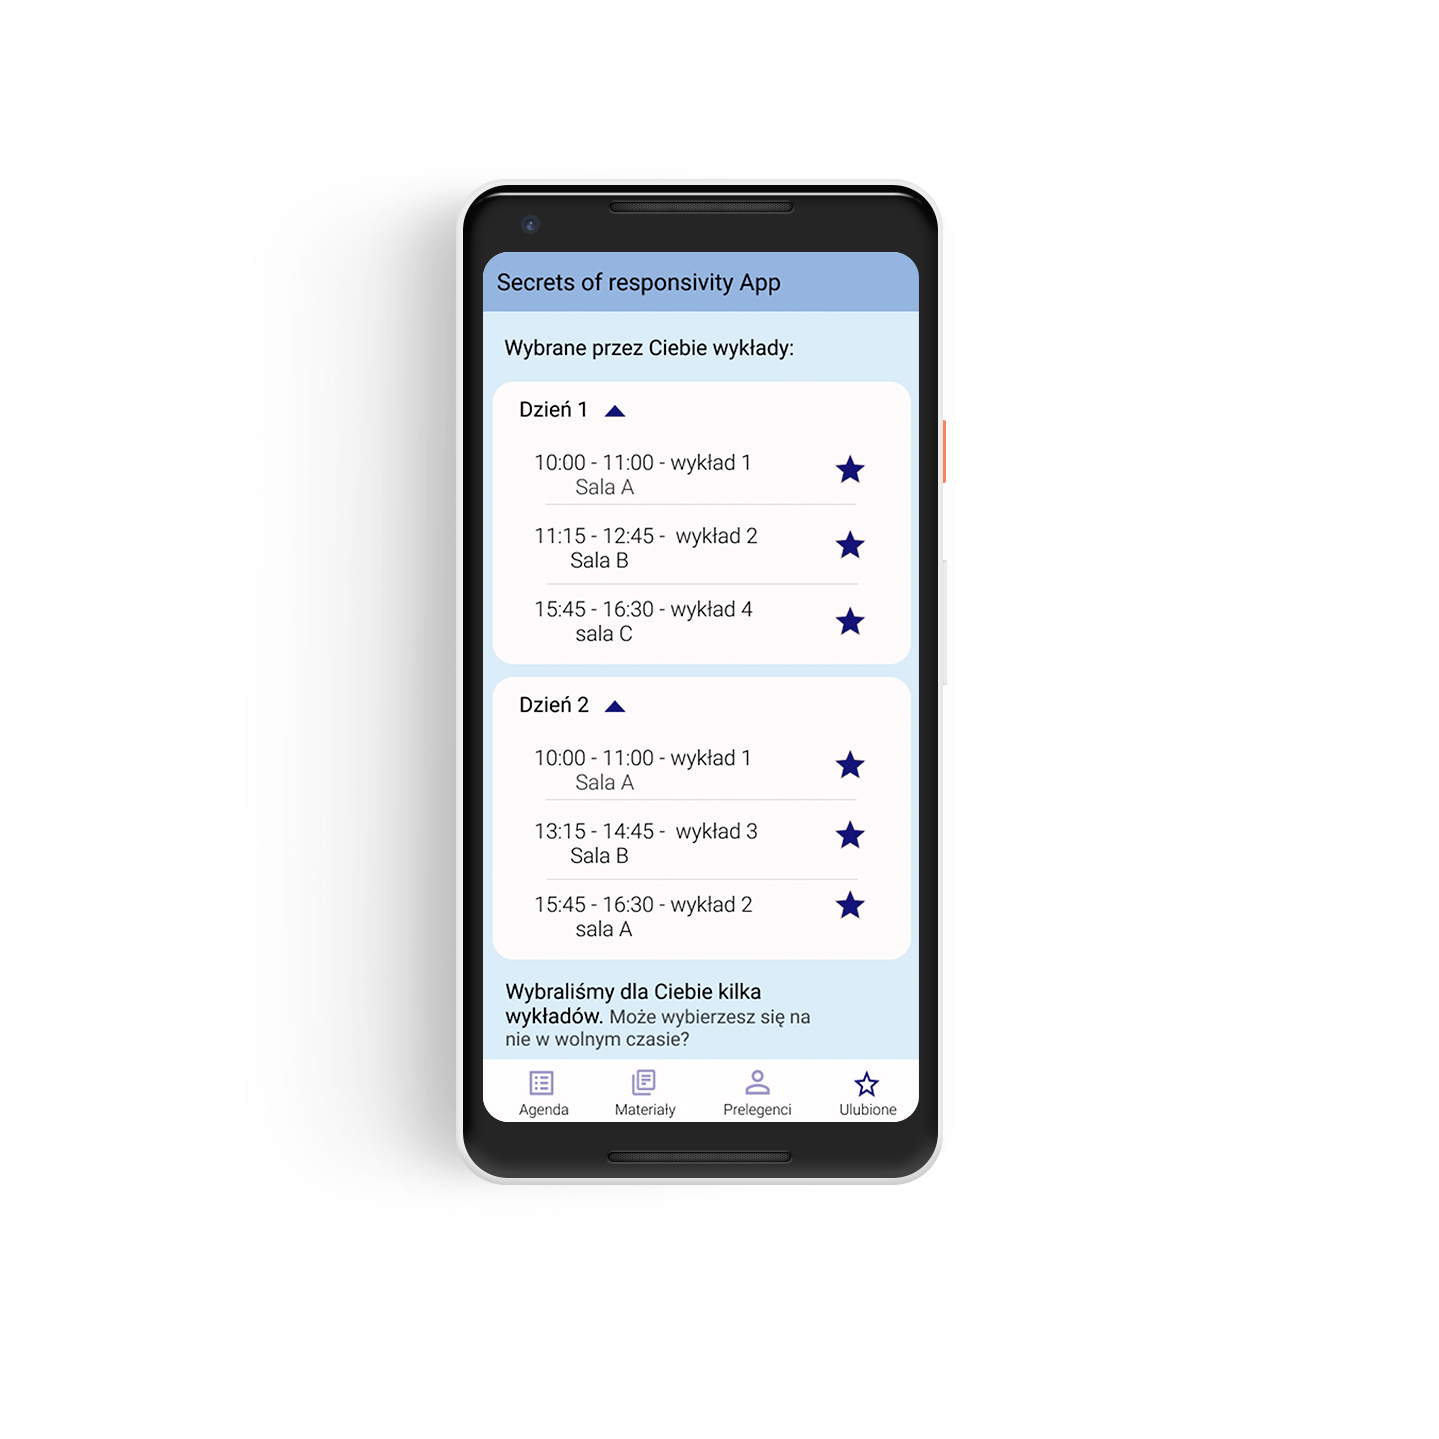 Secrets of responsivity App
Wybrane przez Ciebie wykłady:
Dzień 1
10:00 - 11:00 - wykład 1
Sala A
11:15 - 12:45 -  wykład 2
Sala B
15:45 - 16:30 - wykład 4
sala C
Dzień 2
10:00 - 11:00 - wykład 1
Sala A
13:15 - 14:45 -  wykład 3
Sala B
15:45 - 16:30 - wykład 2
sala A
Wybraliśmy dla Ciebie kilka
wykładów. Może wybierzesz się na
nie w wolnym czasie?
Agenda Materiały Prelegenci Ulubione